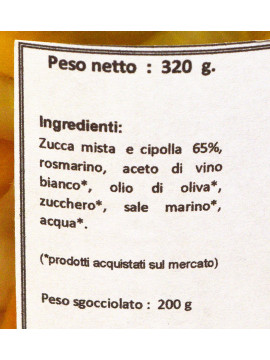 Peso netto : 320 g.
Ingredienti:
Zucca mista e cipolla 65%,
rosmarino, aceto di vino
bianco*, olio di oliva*,
zucchero*, sale marino*,
acqua*.
(*prodotti acquistati sul mercato)
Peso sgocciolato : 200 g